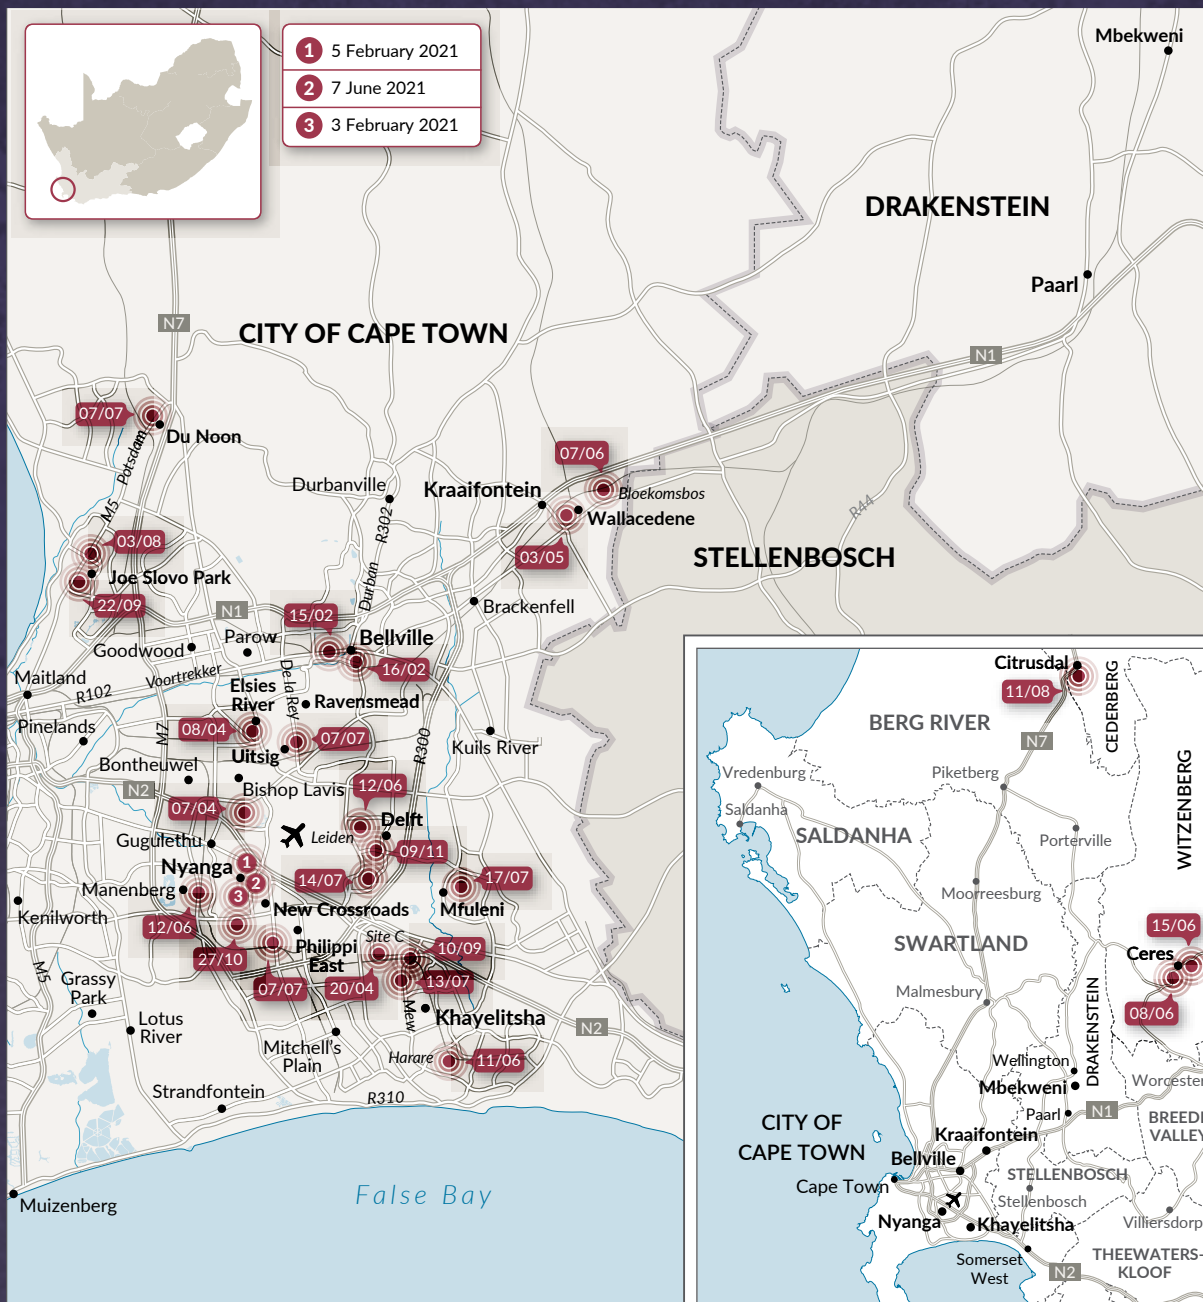 1 5 February 2021
2 7 June 2021
3 3 February 2021
Mbekweni
DRAKENSTEIN
Paarl
N1
N7
CITY OF CAPE TOWN
07/07
Du Noon
Potsdam
M5
Durbanville
R302
Durban
Kraaifontein
07/06
Bloekomsbos
Wallacedene
03/05
R44
STELLENBOSCH
03/08
Joe Slovo Park
22/09
N1
15/02
Bellville
16/02
Brackenfell
Goodwood
Parow
Voortrekker
De la Rey
Maitland
R102
Elsies
River
Ravensmead
Pinelands
M7
08/04
07/07
Uitsig
R300
Kuils River
Bontheuwel
N2
Bishop Lavis
12/06
07/04
Gugulethu
Leiden
Delft
09/11
Nyanga
1
2
3
14/07
17/07
Manenberg
New Crossroads
Mfuleni
Kenilworth
12/06
27/10
Philippi
East
Site C
10/09
07/07
20/04
13/07
M5
Grassy
Park
Mew
Khayelitsha
N2
Lotus
River
Mitchell's
Plain
Harare
11/06
Strandfontein
R310
False Bay
Muizenberg
Citrusdal
11/08
CEDERBERG
BERG RIVER
N7
WITZENBERG
Vredenburg
Piketberg
Saldanha
SALDANHA
Porterville
Moorreesburg
15/06
SWARTLAND
Ceres
Malmesbury
08/06
DRAKENSTEIN
Wellington
Mbekweni
Worcester
Paarl
N1
BREEDE
VALLEY
CITY OF
CAPE TOWN
Kraaifontein
Bellville
STELLENBOSCH
Cape Town
Stellenbosch
Nyanga
Khayelitsha
Villiersdorp
Somerset
West
THEEWATERS-
KLOOF
N2